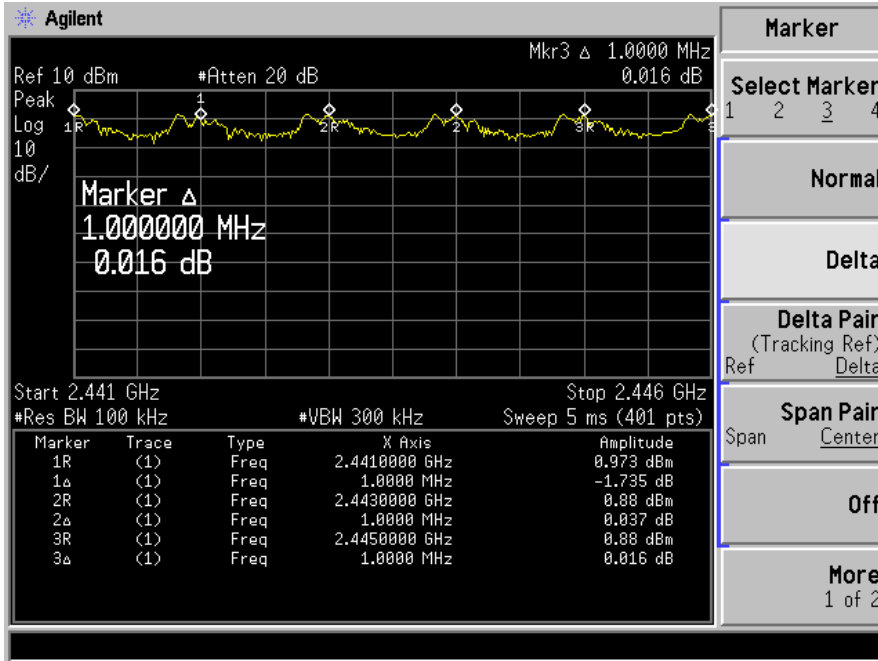 Agilent
Mkr3 Δ 1.0000 MHz
Ref 10 dBm #Atten 20 dB 0.016 dB
Peak
Log
10
dB/
1
1R 2R 2 3R 3
Marker Δ
1.000000 MHz
0.016 dB
Start 2.441 GHz Stop 2.446 GHz
#Res BW 100 kHz #VBW 300 kHz Sweep 5 ms (401 pts)
Marker Trace Type X Axis Amplitude
1R (1) Freq 2.4410000 GHz 0.973 dBm
1Δ (1) Freq 1.0000 MHz -1.735 dB
2R (1) Freq 2.4430000 GHz 0.88 dBm
2Δ (1) Freq 1.0000 MHz 0.037 dB
3R (1) Freq 2.4450000 GHz 0.88 dBm
3Δ (1) Freq 1.0000 MHz 0.016 dB
Marker
Select Marker
1 2 3 4
Normal
Delta
Delta Pair
(Tracking Ref)
Ref Delta
Span Pair
Span Center
Off
More
1 of 2